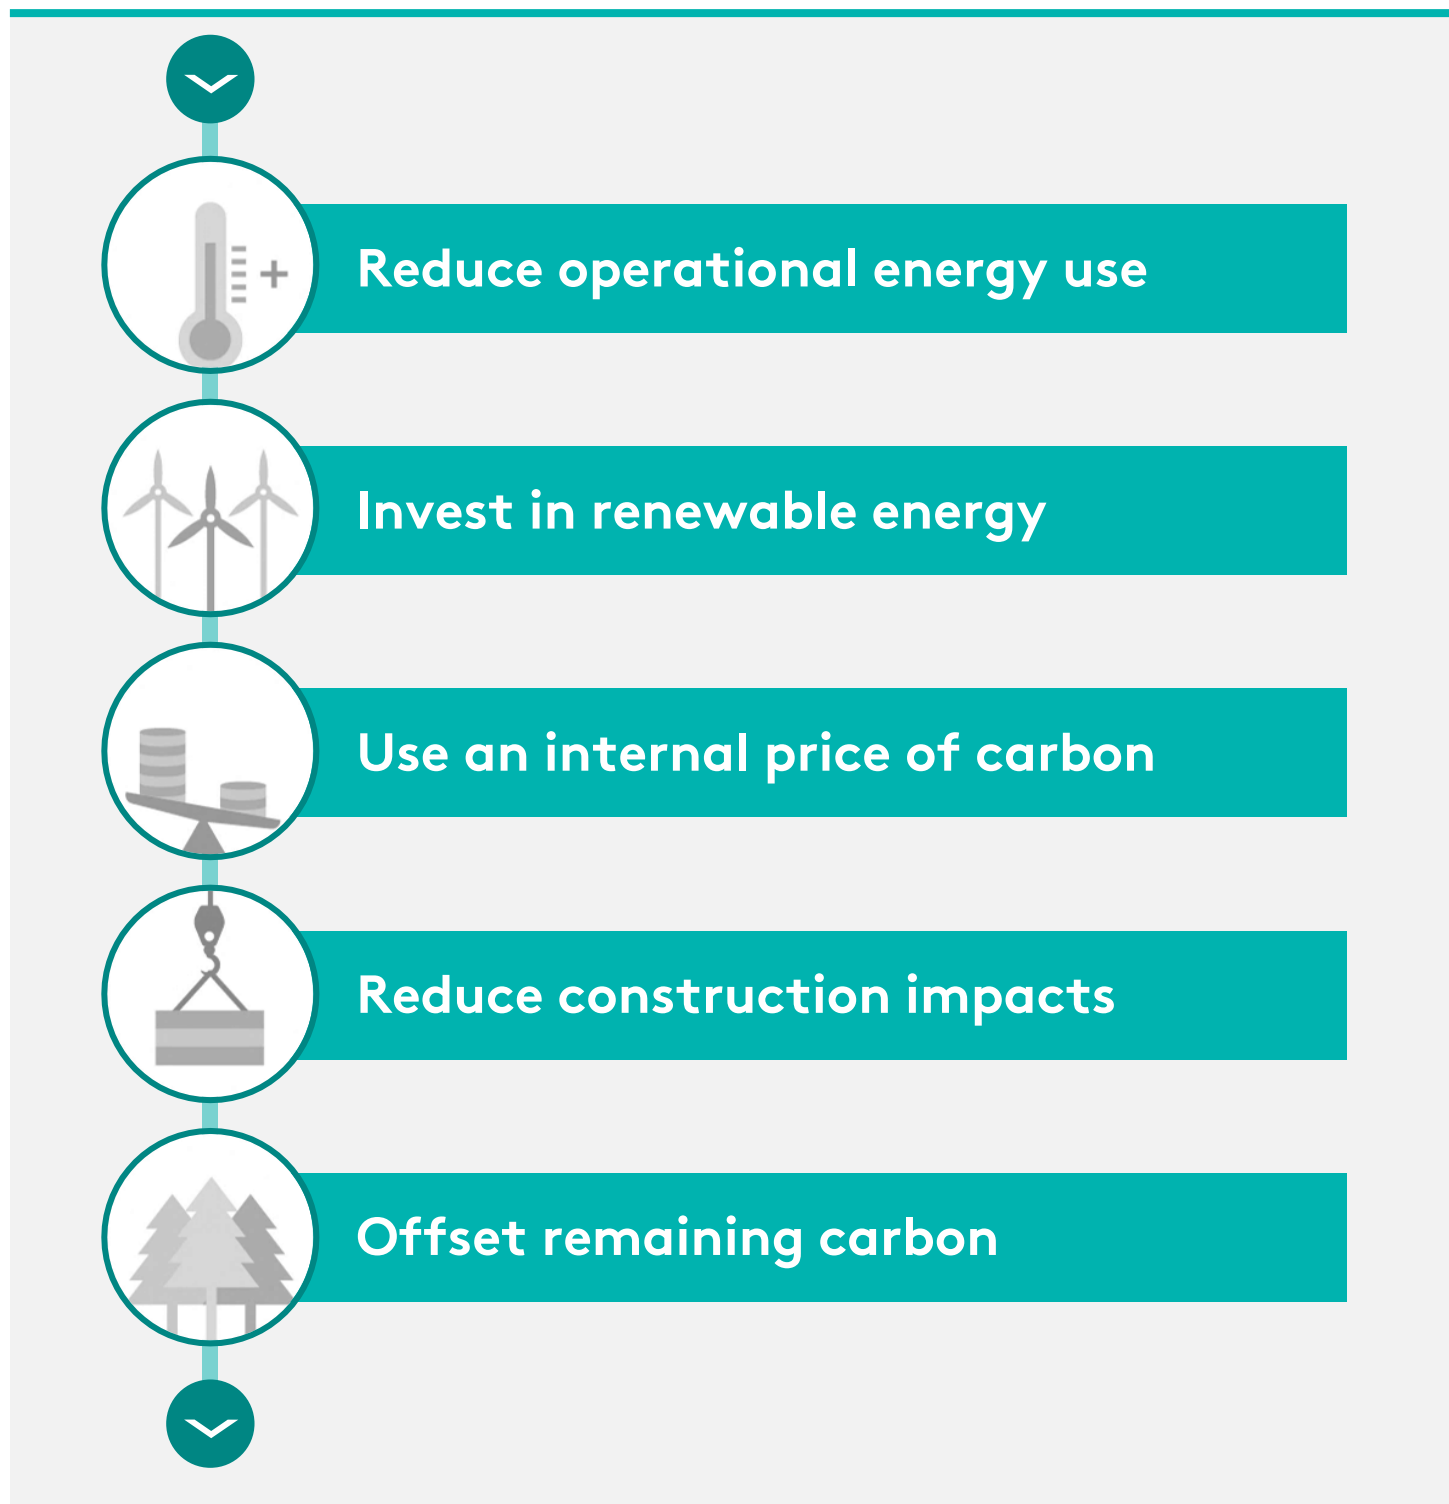 Reduce operational energy use
Invest in renewable energy
Use an internal price of carbon
Reduce construction impacts
Offset remaining carbon